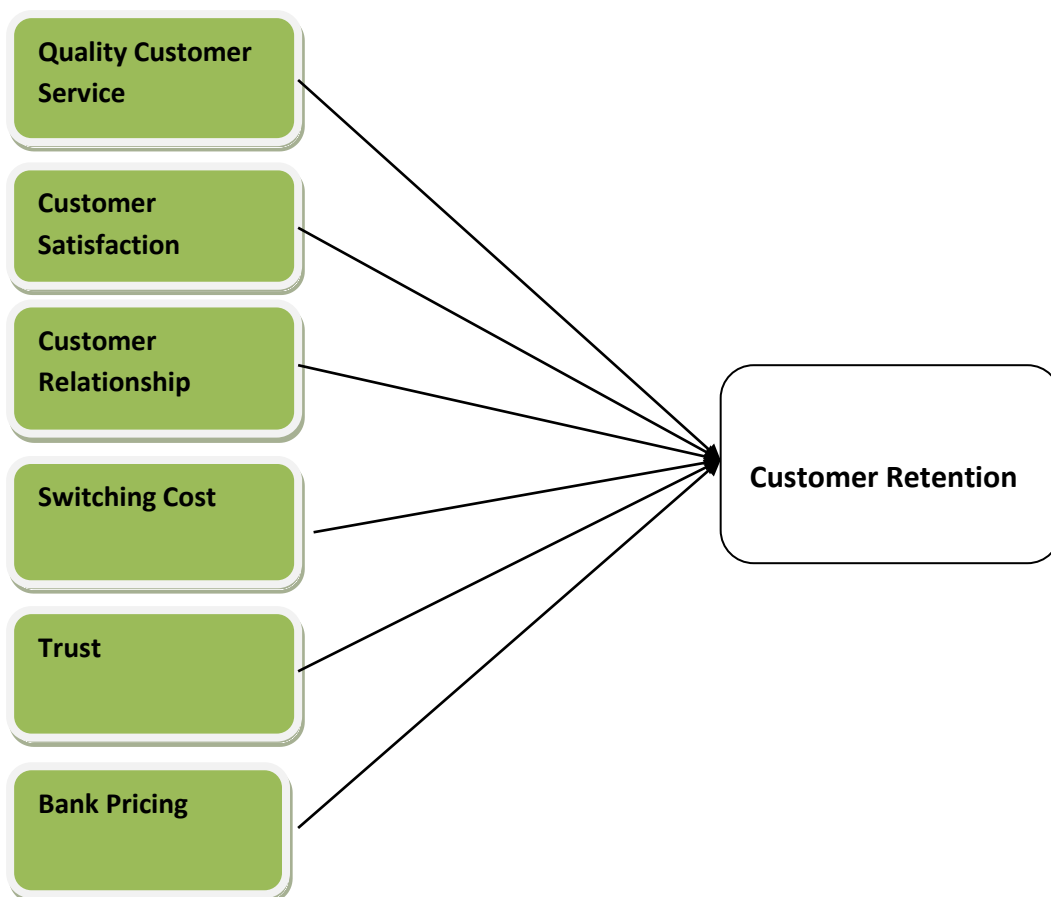 Quality Customer
Service
Customer
Satisfaction
Customer
Relationship
Switching Cost
Trust
Bank Pricing
Customer Retention